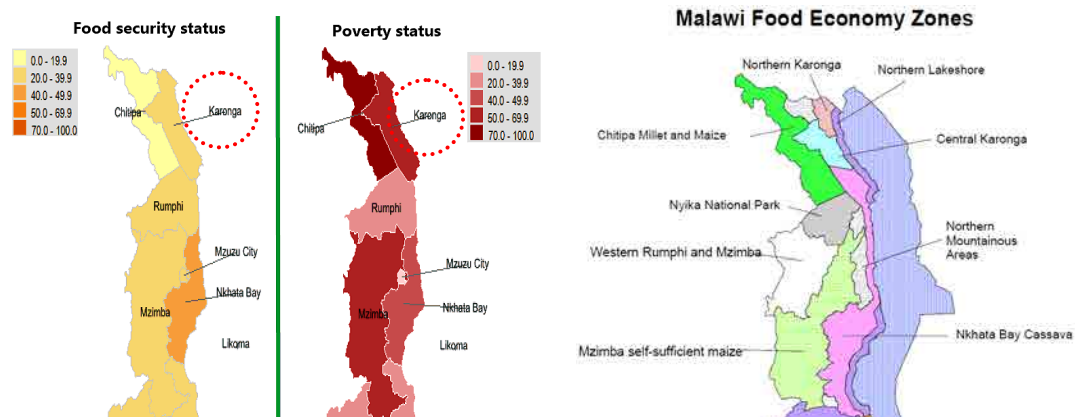 Food security status
0.0 - 19.9
20.0 - 39.9
40.0 - 49.9
50.0 - 69.9
70.0 - 100.0
Chitipa
Karonga
Rumphi
Mzuzu City
Nkhata Bay
Mzimba
Likoma
Poverty status
0.0 - 19.9
20.0 - 39.9
40.0 - 49.9
50.0 - 69.9
70.0 - 100.0
Chitipa
Karonga
Rumphi
Mzuzu City
Nkhata Bay
Mzimba
Likoma
Malawi Food Economy Zones
Northern Karonga
Northern Lakeshore
Chitipa Millet and Maize
Central Karonga
Nyika National Park
Northern
Mountainous
Areas
Western Rumphi and Mzimba
Nkhata Bay Cassava
Mzimba self-sufficient maize